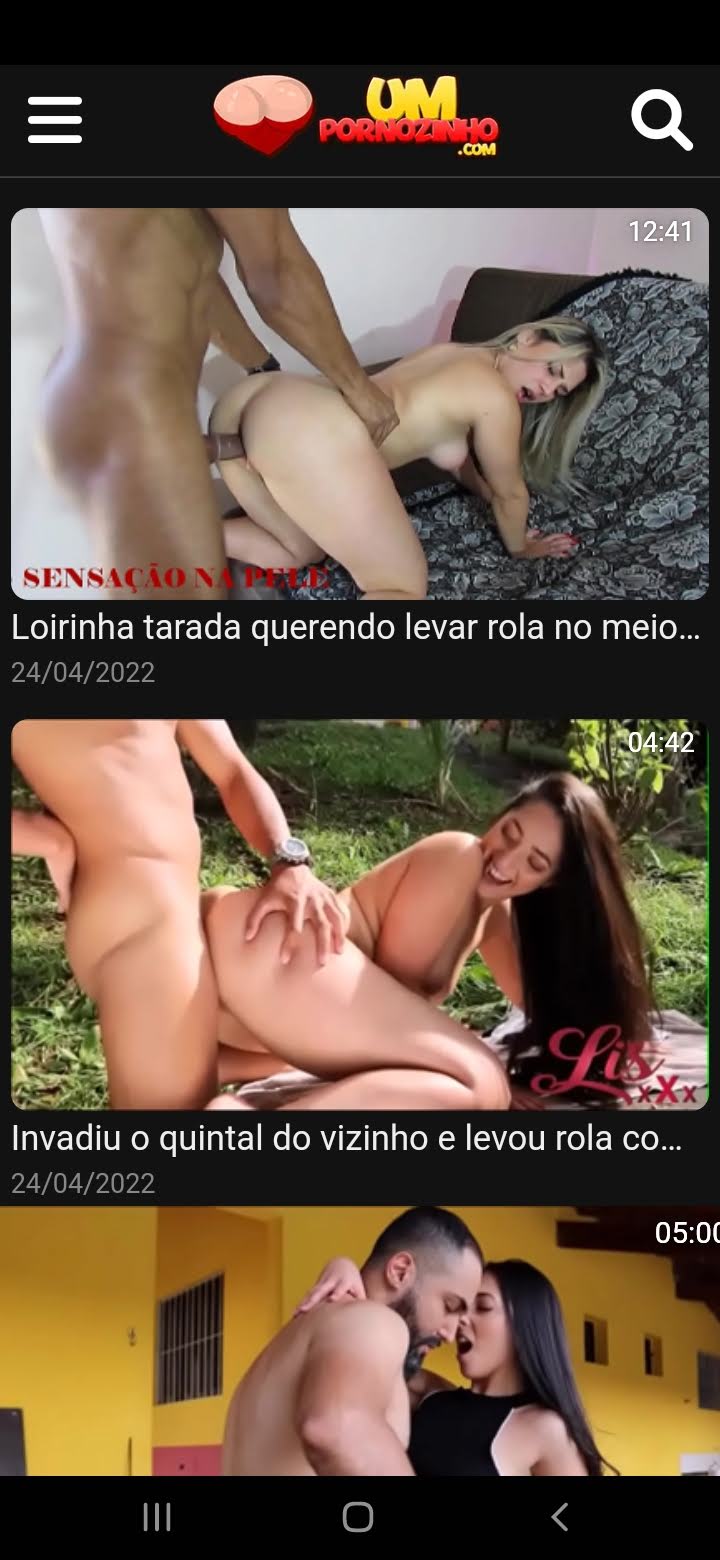 UM
PORNOZINHO
.COM
12:41
SENSAÇÃO NA PELE
Loirinha tarada querendo levar rola no meio...
24/04/2022
04:42
Lis
xXx
Invadiu o quintal do vizinho e levou rola co...
24/04/2022
05:00